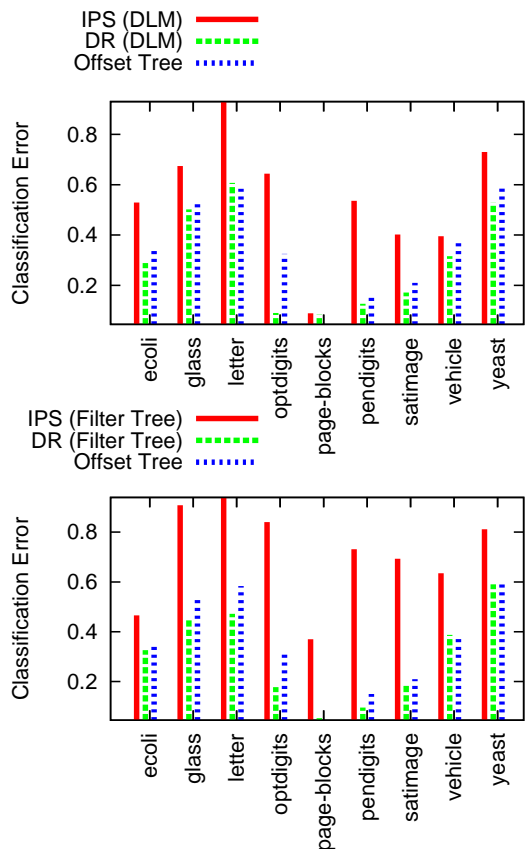 IPS (DLM)
DR (DLM)
Offset Tree
Classification Error
0.8
0.6
0.4
0.2
ecoli
glass
letter
optdigits
page-blocks
pendigits
satimage
vehicle
yeast
IPS (Filter Tree)
DR (Filter Tree)
Offset Tree
Classification Error
0.8
0.6
0.4
0.2
ecoli
glass
letter
optdigits
page-blocks
pendigits
satimage
vehicle
yeast